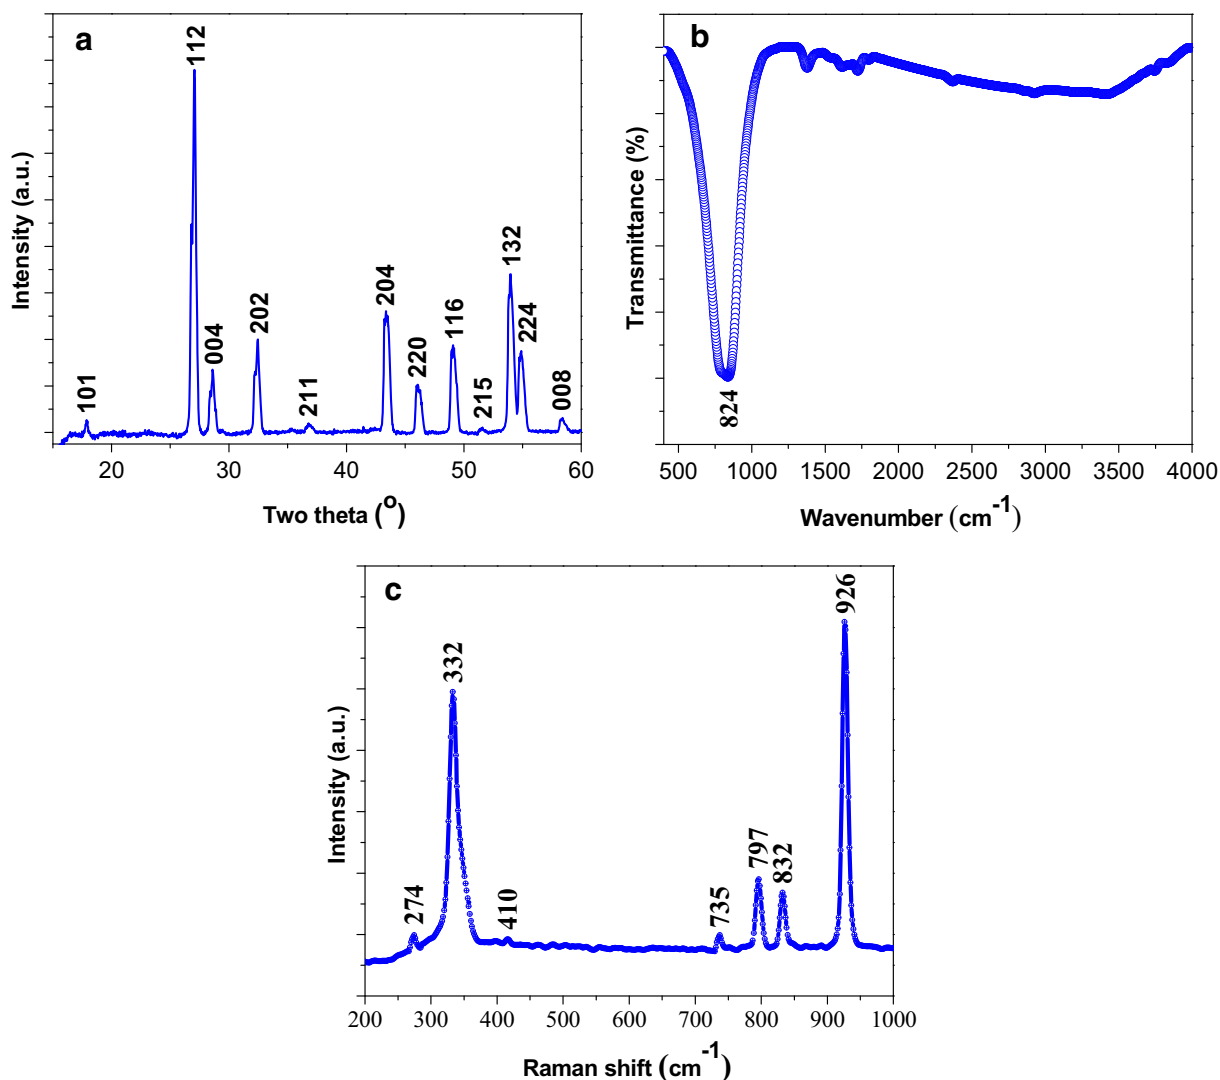 a
112
004
202
204
132
224
220
116
101
211
215
008
Intensity (a.u.)
20 30 40 50 60
Two theta (°)
b
824
Transmittance (%)
500 1000 1500 2000 2500 3000 3500 4000
Wavenumber (cm⁻¹)
c
926
332
274
410
735
797
832
Intensity (a.u.)
200 300 400 500 600 700 800 900 1000
Raman shift (cm⁻¹)